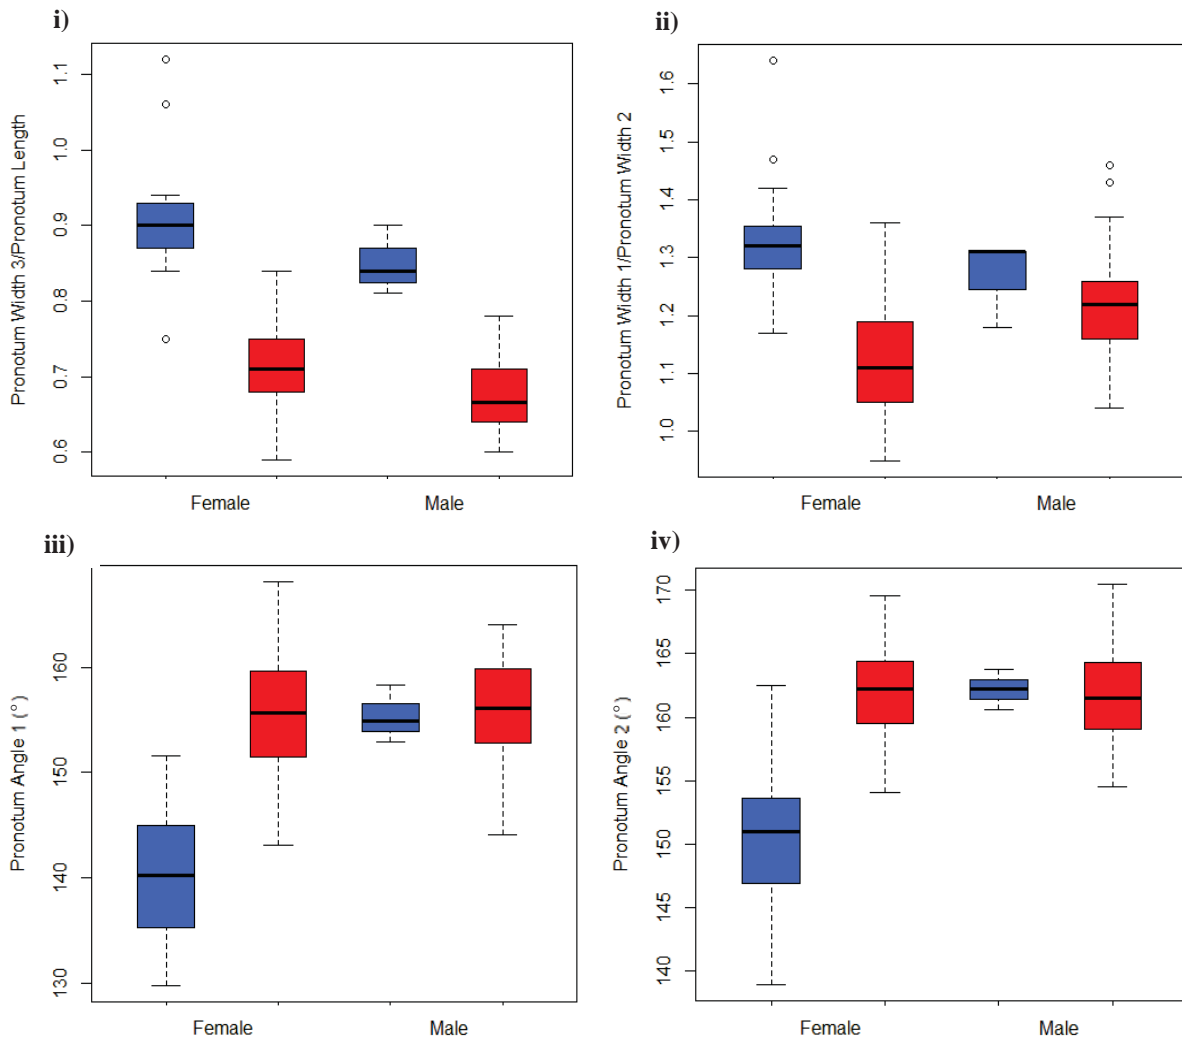 i)
Pronotum Width 3/Pronotum Length
1.1
1.0
0.9
0.8
0.7
0.6
Female Male
ii)
Pronotum Width 1/Pronotum Width 2
1.6
1.5
1.4
1.3
1.2
1.1
1.0
Female Male
iii)
Pronotum Angle 1 (°)
160
150
140
130
Female Male
iv)
Pronotum Angle 2 (°)
170
165
160
155
150
145
140
Female Male